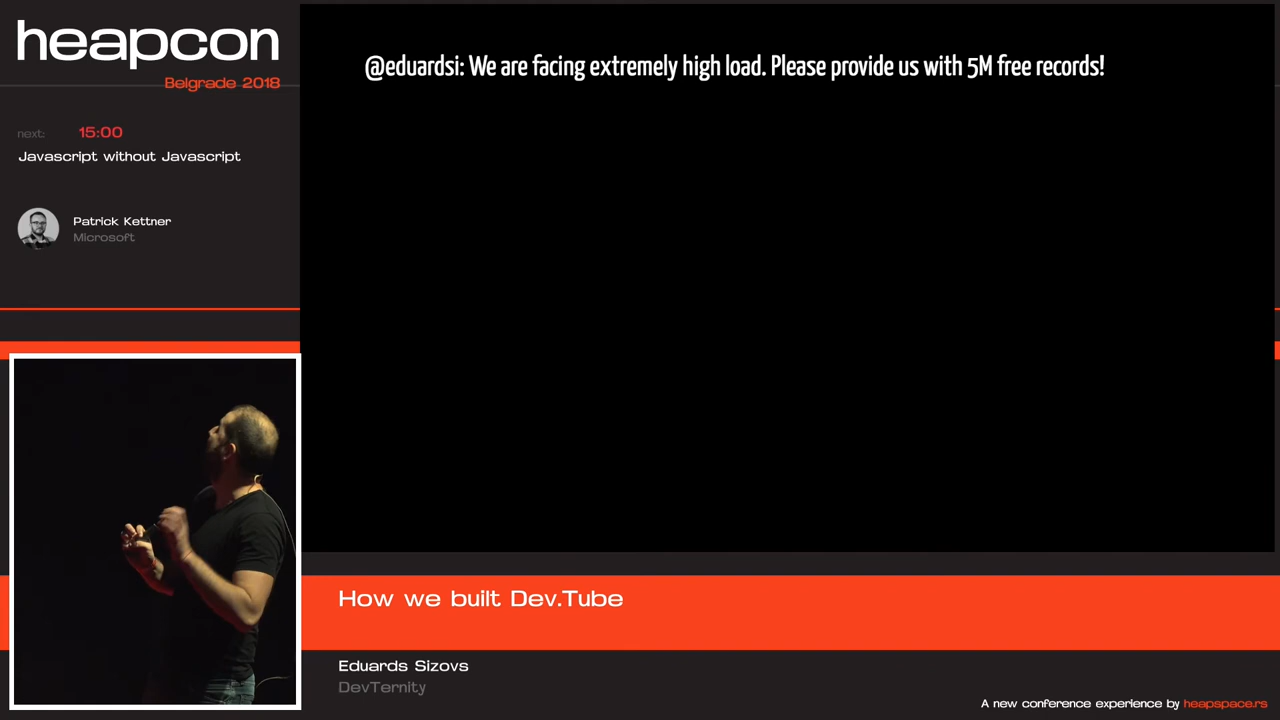 heapcon
Belgrade 2018
next: 15:00
Javascript without Javascript
Patrick Kettner
Microsoft
@eduardsi: We are facing extremely high load. Please provide us with 5M free records!
How we built Dev.Tube
Eduards Sizovs
DevTernity
A new conference experience by heapspace.rs